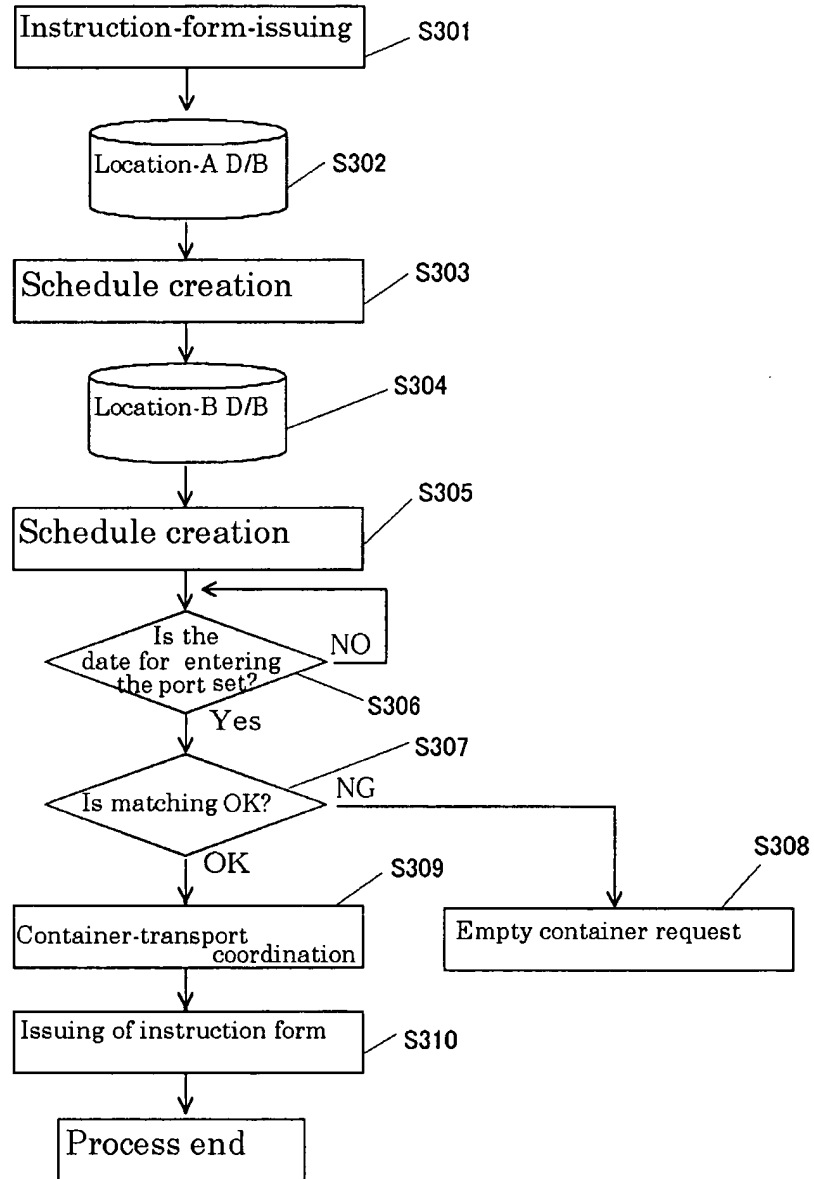 Instruction-form-issuing
S301
Location-A D/B
S302
Schedule creation
S303
Location-B D/B
S304
Schedule creation
S305
Is the
date for entering
the port set?
NO
S306
Yes
S307
Is matching OK?
NG
OK
S309
S308
Container-transport
coordination
Empty container request
Issuing of instruction form
S310
Process end